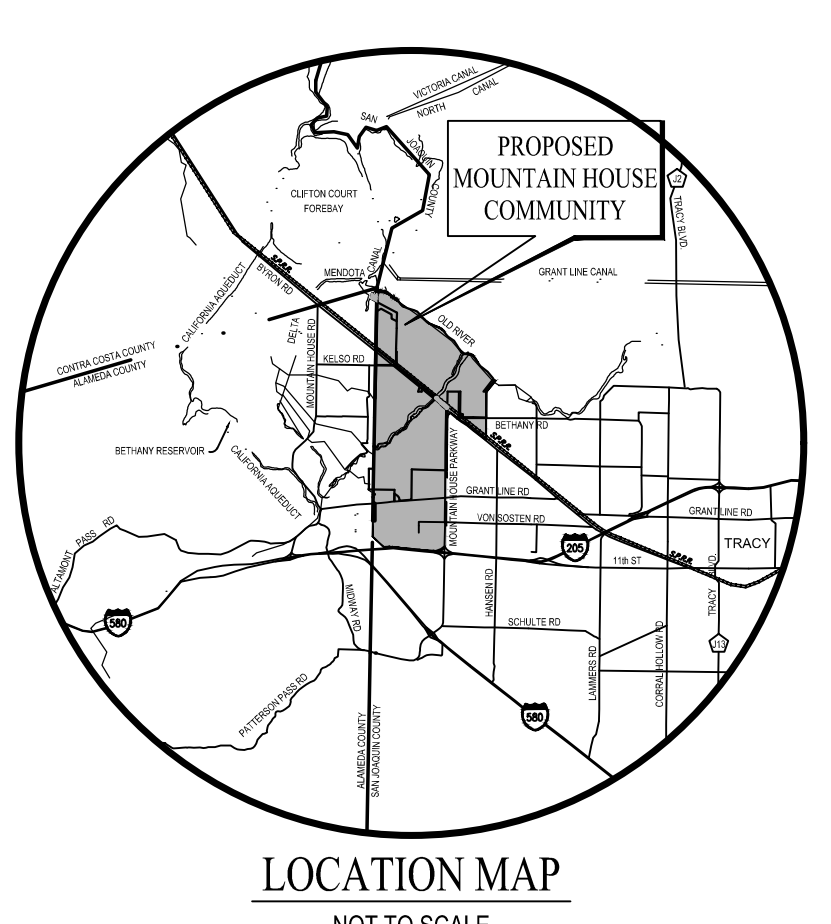 VICTORIA CANAL
NORTH CANAL
SAN JOAQUIN COUNTY
PROPOSED
MOUNTAIN HOUSE
COMMUNITY
J2
TRACY BLVD.
CLIFTON COURT
FOREBAY
S.P.R.R.
BYRON RD
CALIFORNIA AQUEDUCT
DELTA
MENDOTA
CANAL
GRANT LINE CANAL
OLD RIVER
MOUNTAIN HOUSE RD
KELSO RD
CONTRA COSTA COUNTY
ALAMEDA COUNTY
BETHANY RESERVOIR
CALIFORNIA AQUEDUCT
BETHANY RD
S.P.R.R.
MOUNTAIN HOUSE PARKWAY
GRANT LINE RD
VON SOSTEN RD
GRANT LINE RD
205
TRACY
11th ST
S.P.R.R.
ALTAMONT PASS RD
580
MIDWAY RD
HANSEN RD
TRACY BLVD.
SCHULTE RD
LAMMERS RD
CORRAL HOLLOW RD
J13
PATTERSON PASS RD
580
ALAMEDA COUNTY
SAN JOAQUIN COUNTY
LOCATION MAP
NOT TO SCALE